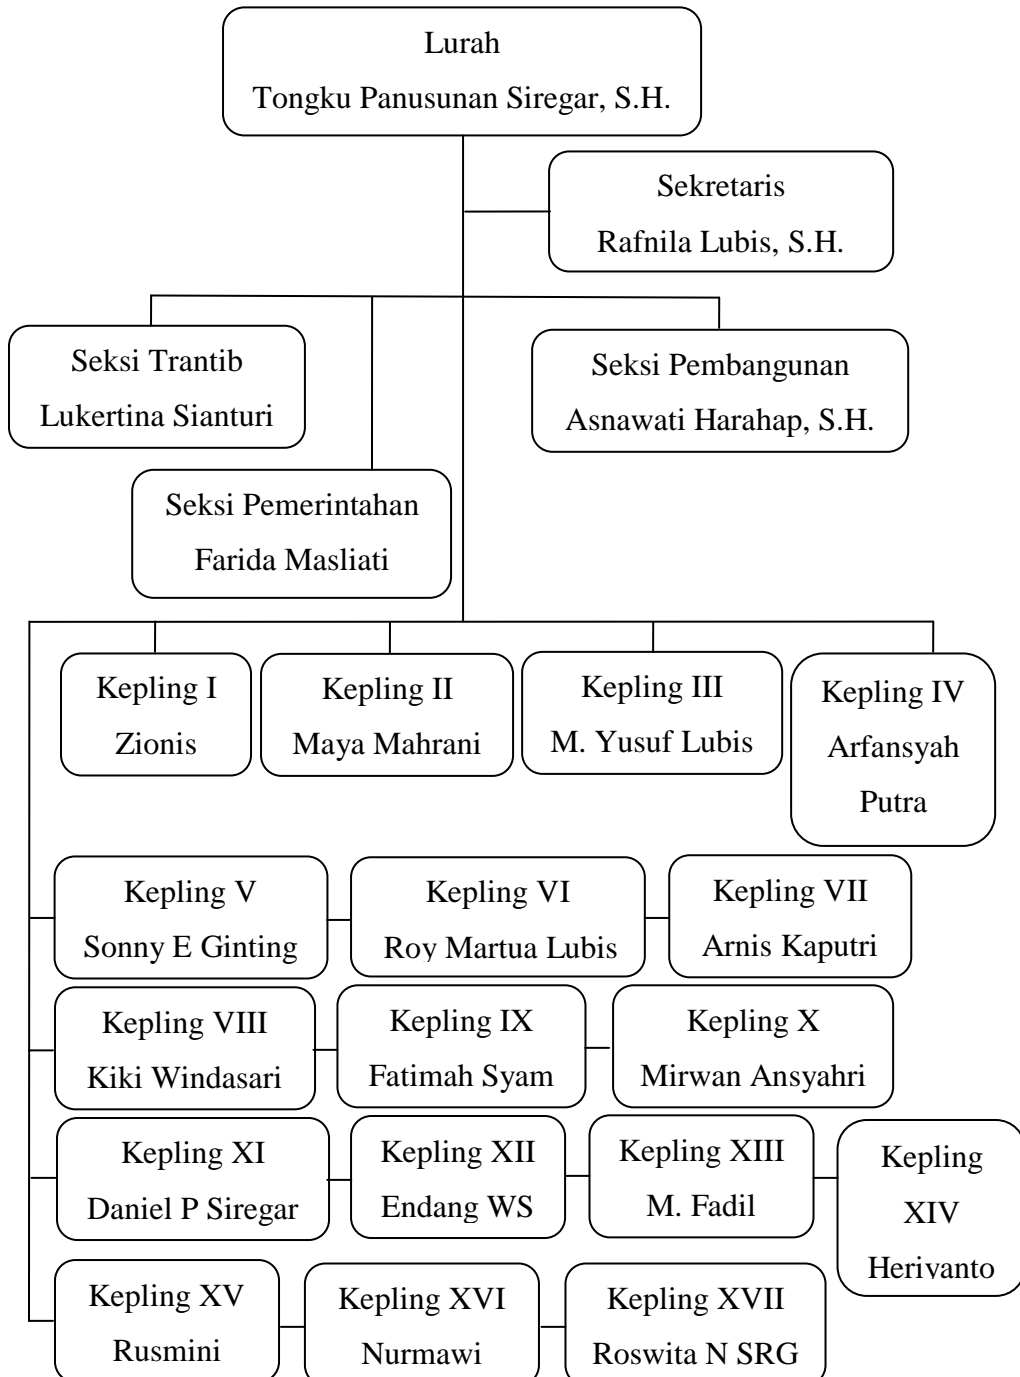 Lurah
Tongku Panusunan Siregar, S.H.
Sekretaris
Rafnila Lubis, S.H.
Seksi Trantib
Lukertina Sianturi
Seksi Pembangunan
Asnawati Harahap, S.H.
Seksi Pemerintahan
Farida Masliati
Kepling I
Zionis
Kepling II
Maya Mahrani
Kepling III
M. Yusuf Lubis
Kepling IV
Arfansyah
Putra
Kepling V
Sonny E Ginting
Kepling VI
Roy Martua Lubis
Kepling VII
Arnis Kaputri
Kepling VIII
Kiki Windasari
Kepling IX
Fatimah Syam
Kepling X
Mirwan Ansyahri
Kepling XI
Daniel P Siregar
Kepling XII
Endang WS
Kepling XIII
M. Fadil
Kepling
XIV
Herivanto
Kepling XV
Rusmini
Kepling XVI
Nurmawi
Kepling XVII
Roswita N SRG